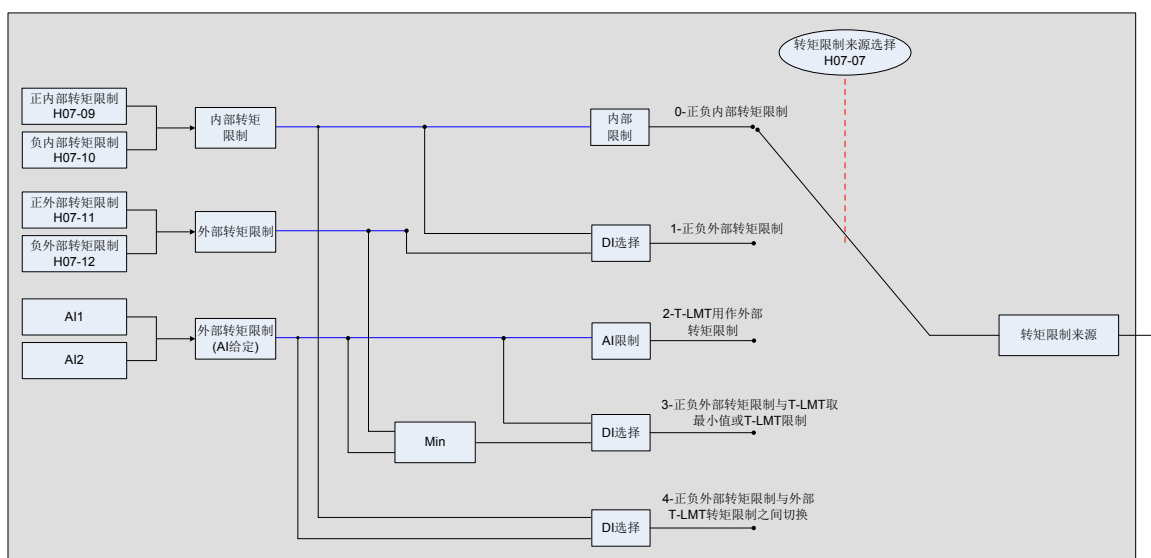 转矩限制来源选择
H07-07
正内部转矩限制
H07-09
负内部转矩限制
H07-10
内部转矩
限制
内部
限制
0-正负内部转矩限制
正外部转矩限制
H07-11
负外部转矩限制
H07-12
外部转矩限制
DI选择
1-正负外部转矩限制
AI1
AI2
外部转矩限制
(AI给定)
AI限制
2-T-LMT用作外部
转矩限制
转矩限制来源
Min
DI选择
3-正负外部转矩限制与T-LMT取
最小值或T-LMT限制
DI选择
4-正负外部转矩限制与外部
T-LMT转矩限制之间切换